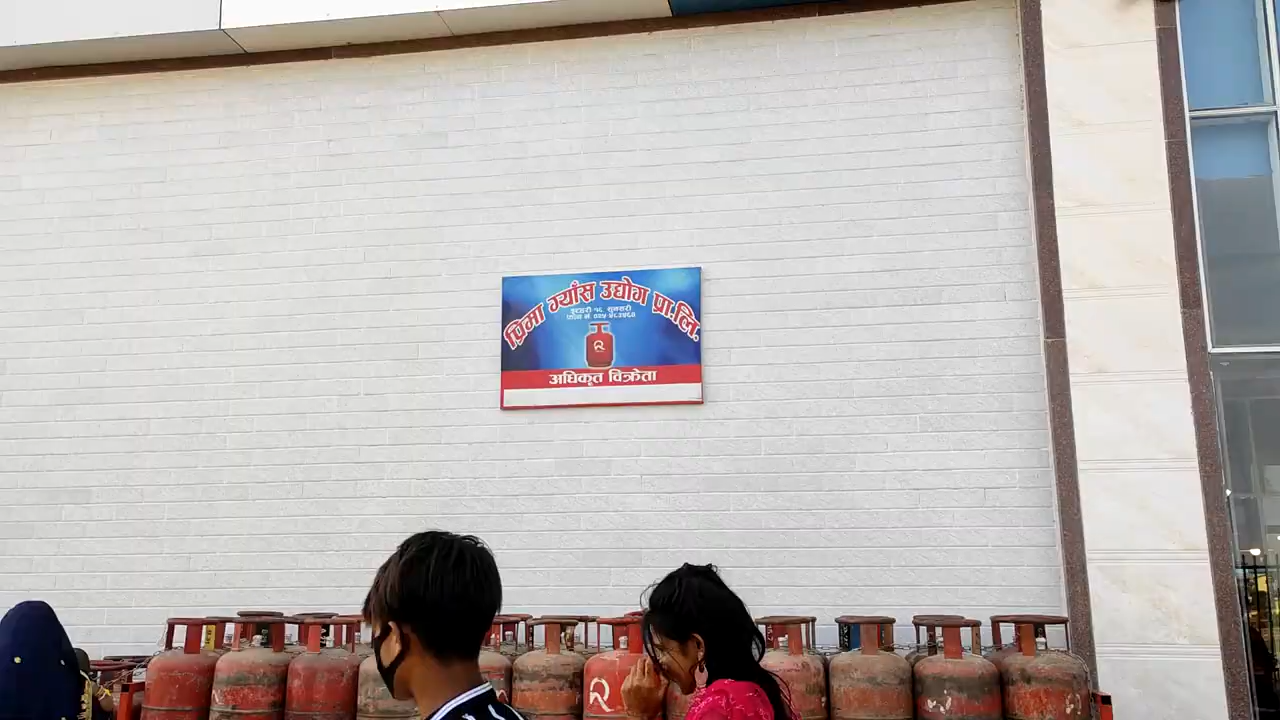 प्रिमा ग्याँस उद्योग प्रा.लि.
अधिकृत विक्रेता